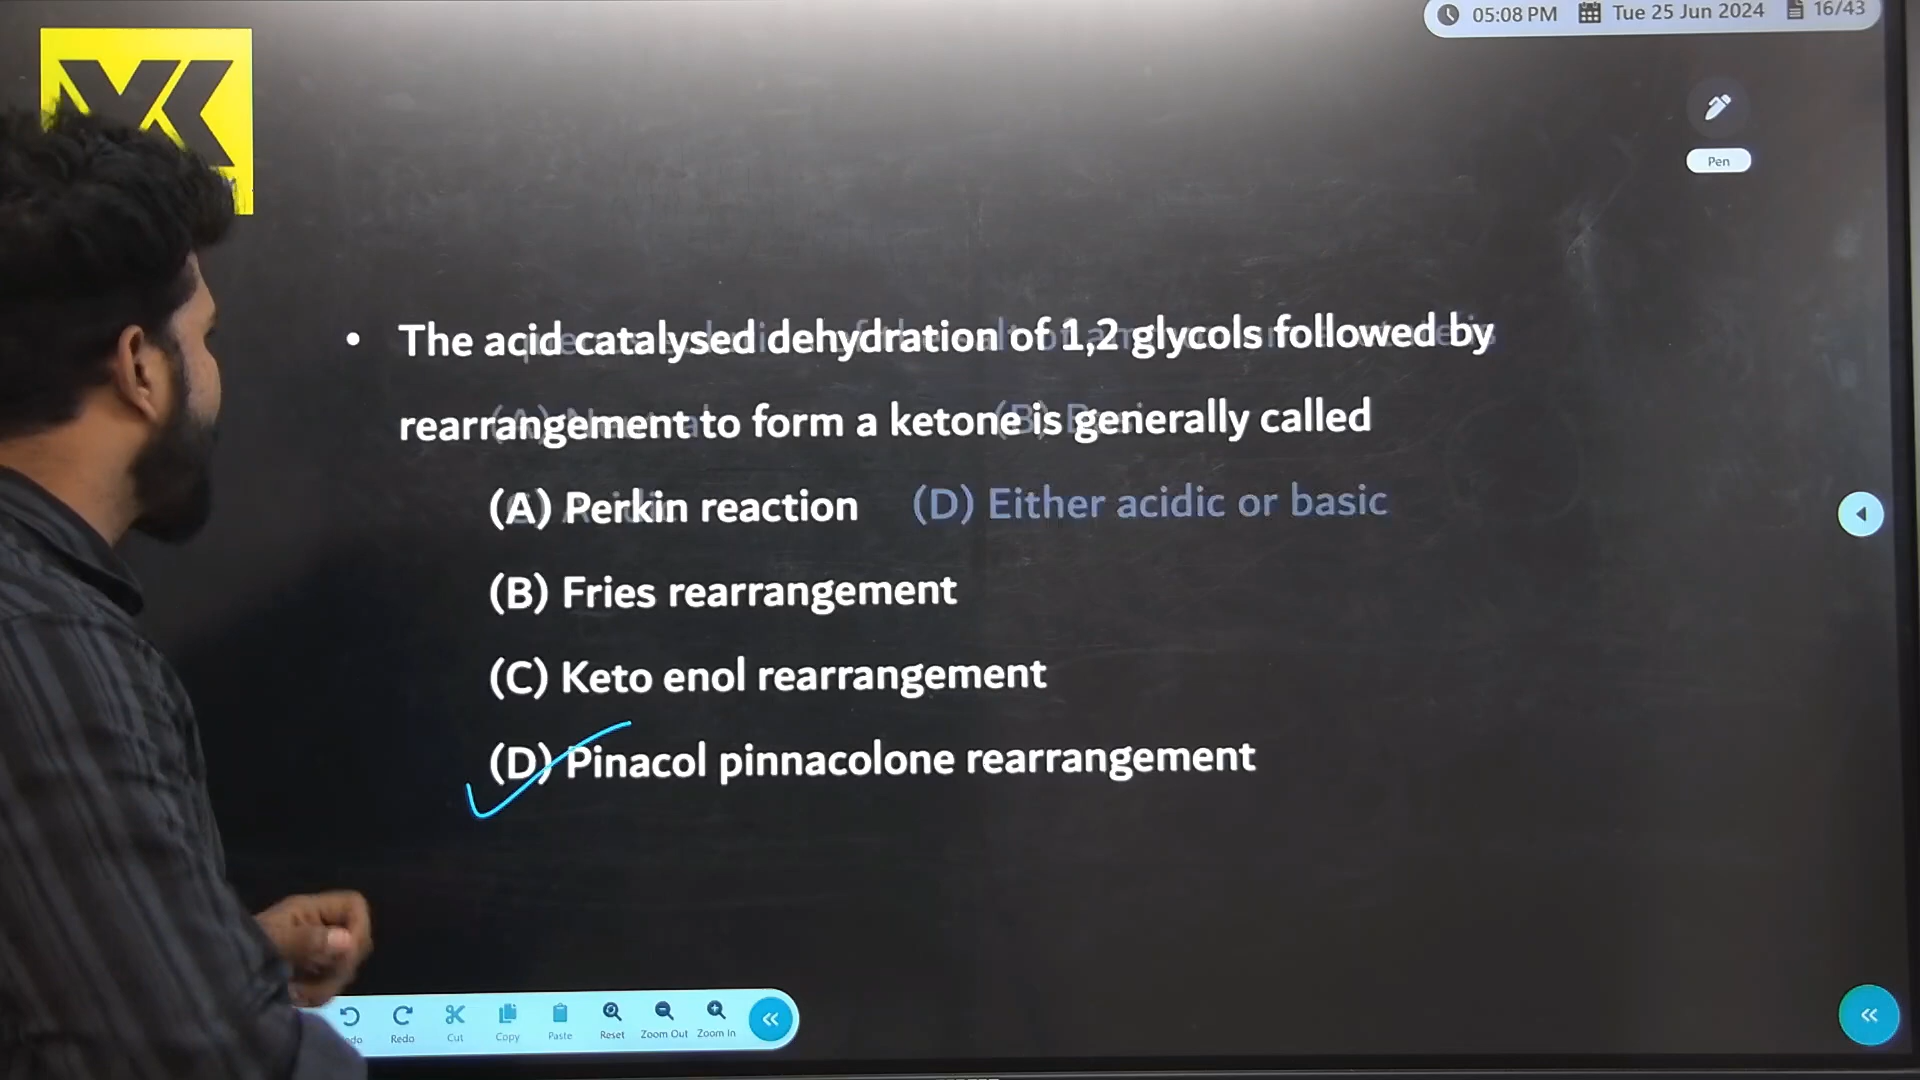 05:08 PM Tue 25 Jun 2024 16/43
Pen
• The acid catalysed dehydration of 1,2 glycols followed by
rearrangement to form a ketone is generally called
(A) Perkin reaction (D) Either acidic or basic
(B) Fries rearrangement
(C) Keto enol rearrangement
(D) Pinacol pinnacolone rearrangement
Redo Cut Copy Paste Reset Zoom Out Zoom In